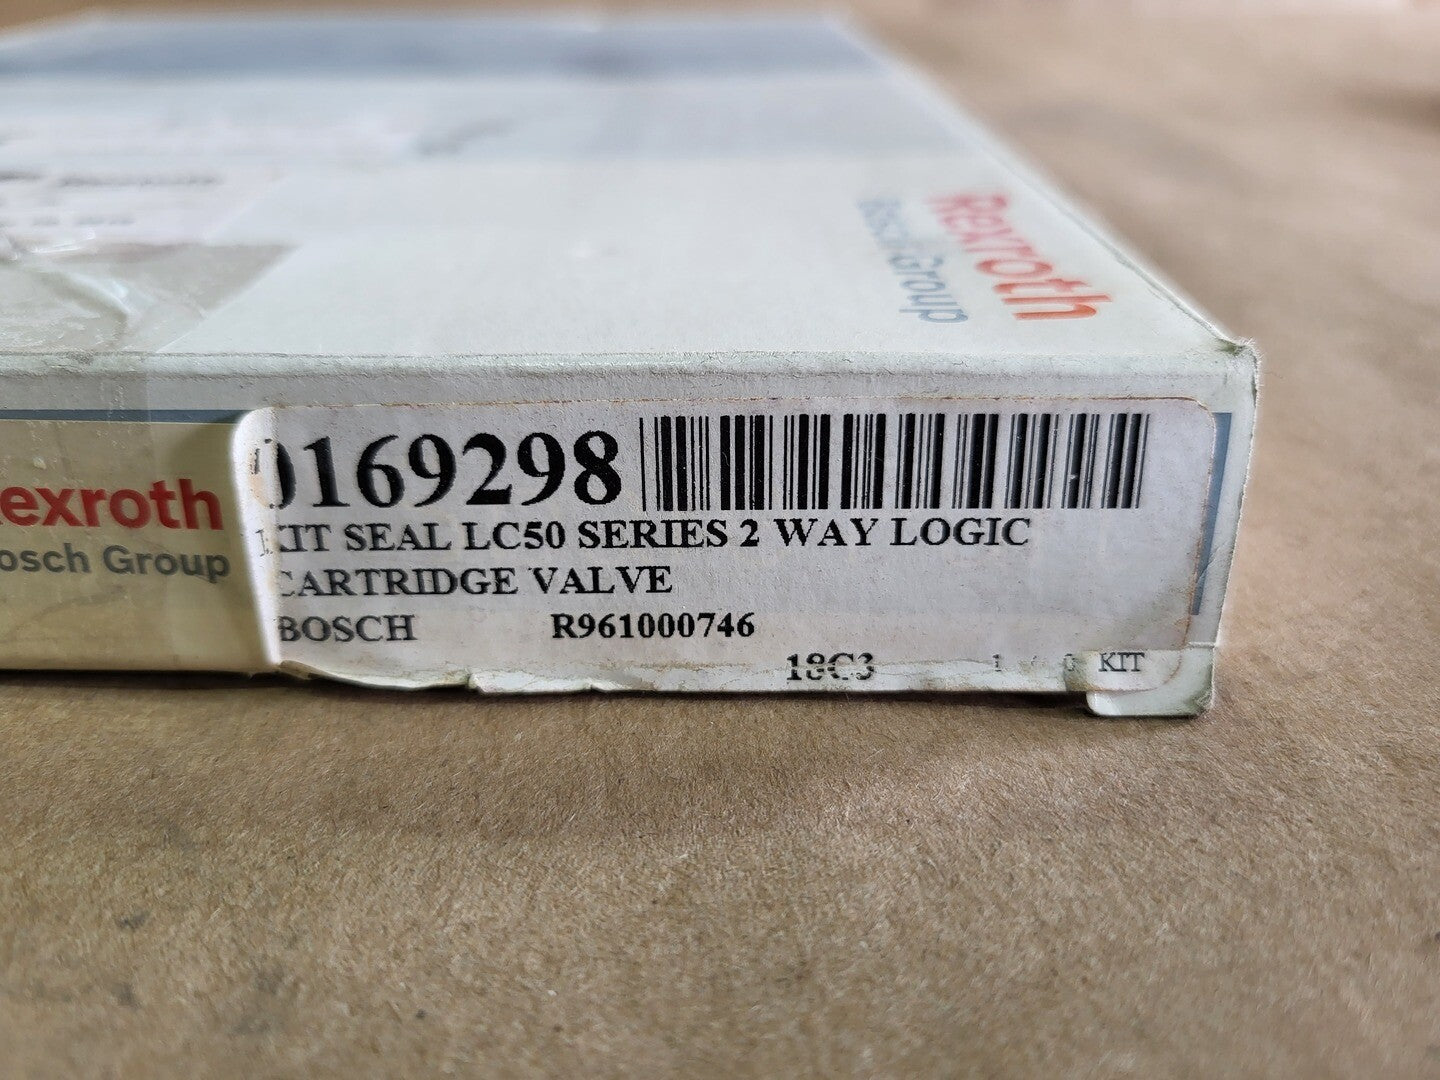 Rexroth
Bosch Group
exroth
osch Group
0169298
KIT SEAL LC50 SERIES 2 WAY LOGIC
CARTRIDGE VALVE
BOSCH R961000746
18C3 KIT